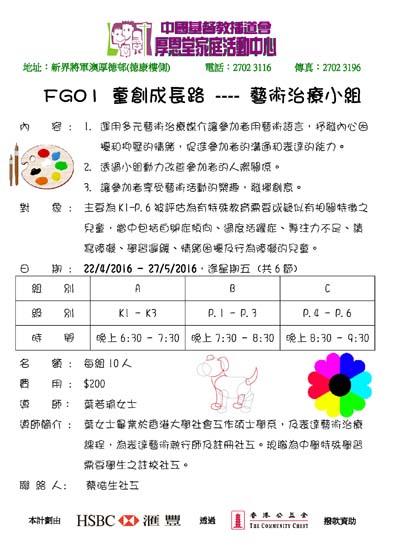 中國基督教播道會
厚恩堂家庭活動中心
地址：新界將軍澳厚德邨(德康樓側) 電話：2702 3116 傳真：2702 3196
FG01 童創成長路 ---- 藝術治療小組
內 容： 1. 運用多元藝術治療媒介讓參加者用藝術語言，抒發內心困
擾和抑壓的情緒，促進參加者的溝通和表達的能力。
2. 透過小組動力改善參加者的人際關係。
3. 讓參加者享受藝術活動的樂趣，發揮創意。
對 象： 主要為 K1-P.6 被評估為有特殊教育需要或疑似有相關特徵之
兒童，當中包括自閉症傾向、過度活躍症、專注力不足、讀
寫障礙、學習遲緩、情緒困擾及行為障礙的兒童。
日 期： 22/4/2016 - 27/5/2016，逢星期五 (共 6 節)
組 別 A B C
級 別 K1 - K3 P.1 - P.3 P.4 - P.6
時 間 晚上 6:30 - 7:30 晚上 7:30 - 8:30 晚上 8:30 - 9:30
名 額： 每組 10 人
費 用： $200
導 師： 葉若瑜女士
導師簡介： 葉女士畢業於香港大學社會工作碩士學系，及表達藝術治療
課程，為表達藝術執行師及註冊社工。現職為中學特殊學習
需要學生之註校社工。
聯 絡 人： 蔡皓生社工
本計劃由 HSBC 滙豐 透過 香港公益金 THE COMMUNITY CHEST 撥款資助